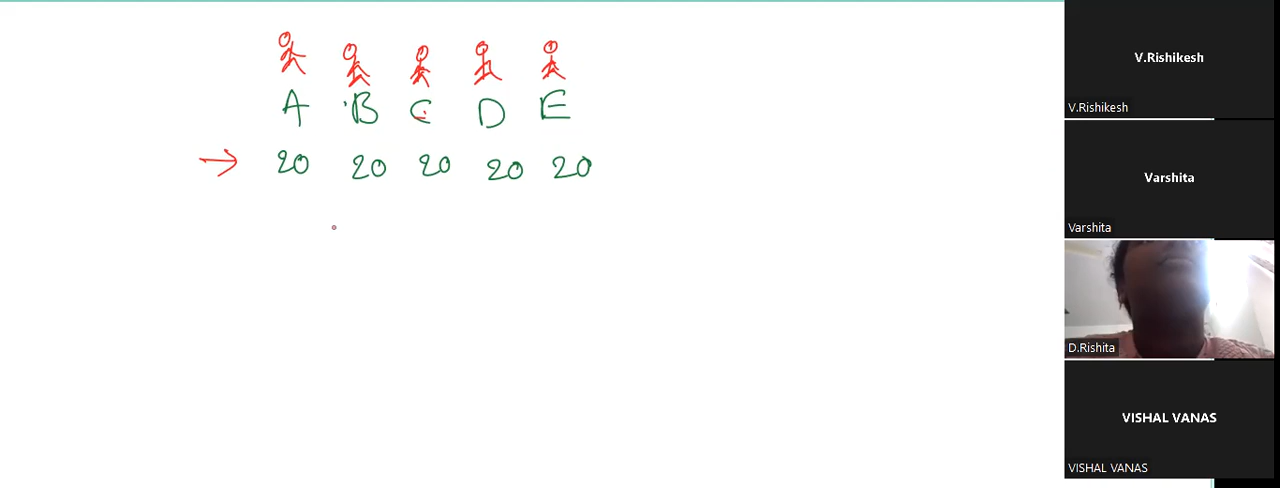 A B C D E
→ 20 20 20 20 20
V.Rishikesh
V.Rishikesh
Varshita
Varshita
D.Rishita
VISHAL VANAS
VISHAL VANAS